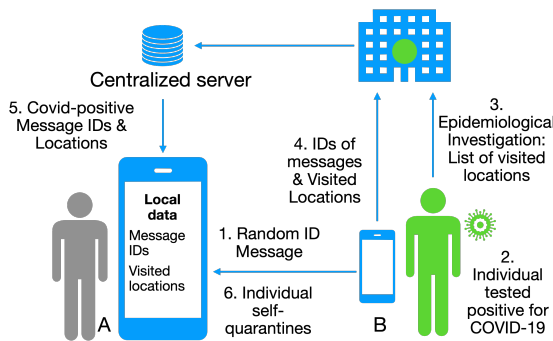 Centralized server
5. Covid-positive
Message IDs &
Locations
3.
Epidemiological
Investigation:
List of visited
locations
4. IDs of
messages
& Visited
Locations
Local
data
Message
IDs
Visited
locations
1. Random ID
Message
6. Individual
self-
quarantines
2.
Individual
tested
positive for
COVID-19
A
B